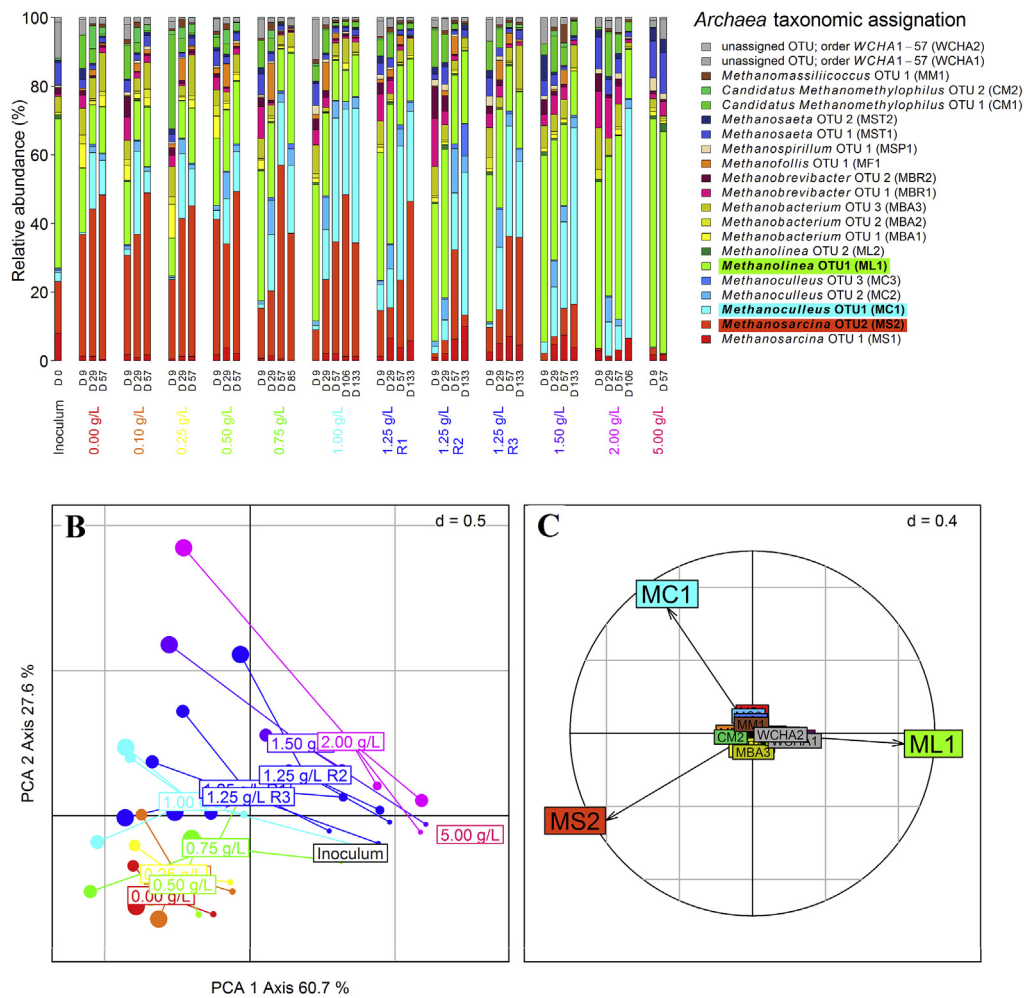 Archaea taxonomic assignation
unassigned OTU; order WCHA1–57 (WCHA2)
unassigned OTU; order WCHA1–57 (WCHA1)
Methanomassilicoccus OTU 1 (MM1)
Candidatus Methanomethylophilus OTU 2 (CM2)
Candidatus Methanomethylophilus OTU 1 (CM1)
Methanosaeta OTU 2 (MST2)
Methanosaeta OTU 1 (MST1)
Methanospirillum OTU 1 (MSP1)
Methanofollis OTU 1 (MF1
Methanobrevibacter OTU 2 (MBR2)
Methanobrevibacter OTU 1 (MBR1)
Methanobacterium OTU 3 (MBA3)
Methanobacterium OTU 2 (MBA2)
Methanobacterium OTU 1 (MBA1)
Methanolinea OTU 2 (ML2)
Methanolinea OTU1 (ML1)
Methanoculleus OTU 3 (MC3)
Methanoculleus OTU 2 (MC2)
Methanoculleus OTU1 (MC1)
Methanosarcina OTU2 (MS2)
Methanosarcina OTU 1 (MS1)
Relative abundance (%)
100
80
60
40
20
0
D 0
D 9 D 29 D 57
D 9 D 29 D 57
D 9 D 29 D 57
D 9 D 29 D 57
D 9 D 29 D 57 D 85
D 9 D 29 D 57 D 106 D 133
D 9 D 29 D 57 D 133
D 9 D 29 D 57 D 133
D 9 D 29 D 57 D 133
D 9 D 29 D 57 D 133
D 9 D 29 D 57 D 106
D 9 D 57
Inoculum
0.00 g/L
0.10 g/L
0.25 g/L
0.50 g/L
0.75 g/L
1.00 g/L
1.25 g/L
R1
1.25 g/L
R2
1.25 g/L
R3
1.50 g/L
2.00 g/L
5.00 g/L
B
d = 0.5
1.50 g/L
2.00 g/L
1.25 g/L R2
1.25 g/L R3
1.00
5.00 g/L
0.75 g/L
Inoculum
0.25 g/L
0.50 g/L
0.00 g/L
PCA 2 Axis 27.6 %
PCA 1 Axis 60.7 %
C
d = 0.4
MC1
MM1
CM2
WCHA2
WCHA1
MBA3
ML1
MS2